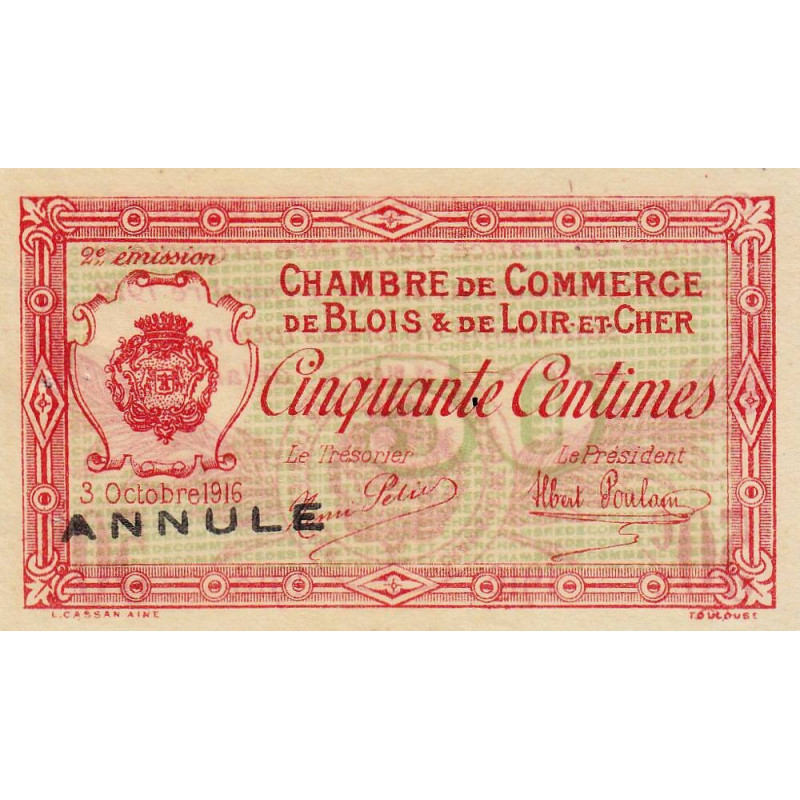 2e. émission
CHAMBRE DE COMMERCE
DE BLOIS & DE LOIR-ET-CHER
Cinquante Centimes
50
Le Trésorier
Le Président
3 Octobre 1916
Albert Poulain
ANNULE
L. CASSAN AINE
TOULOUSE